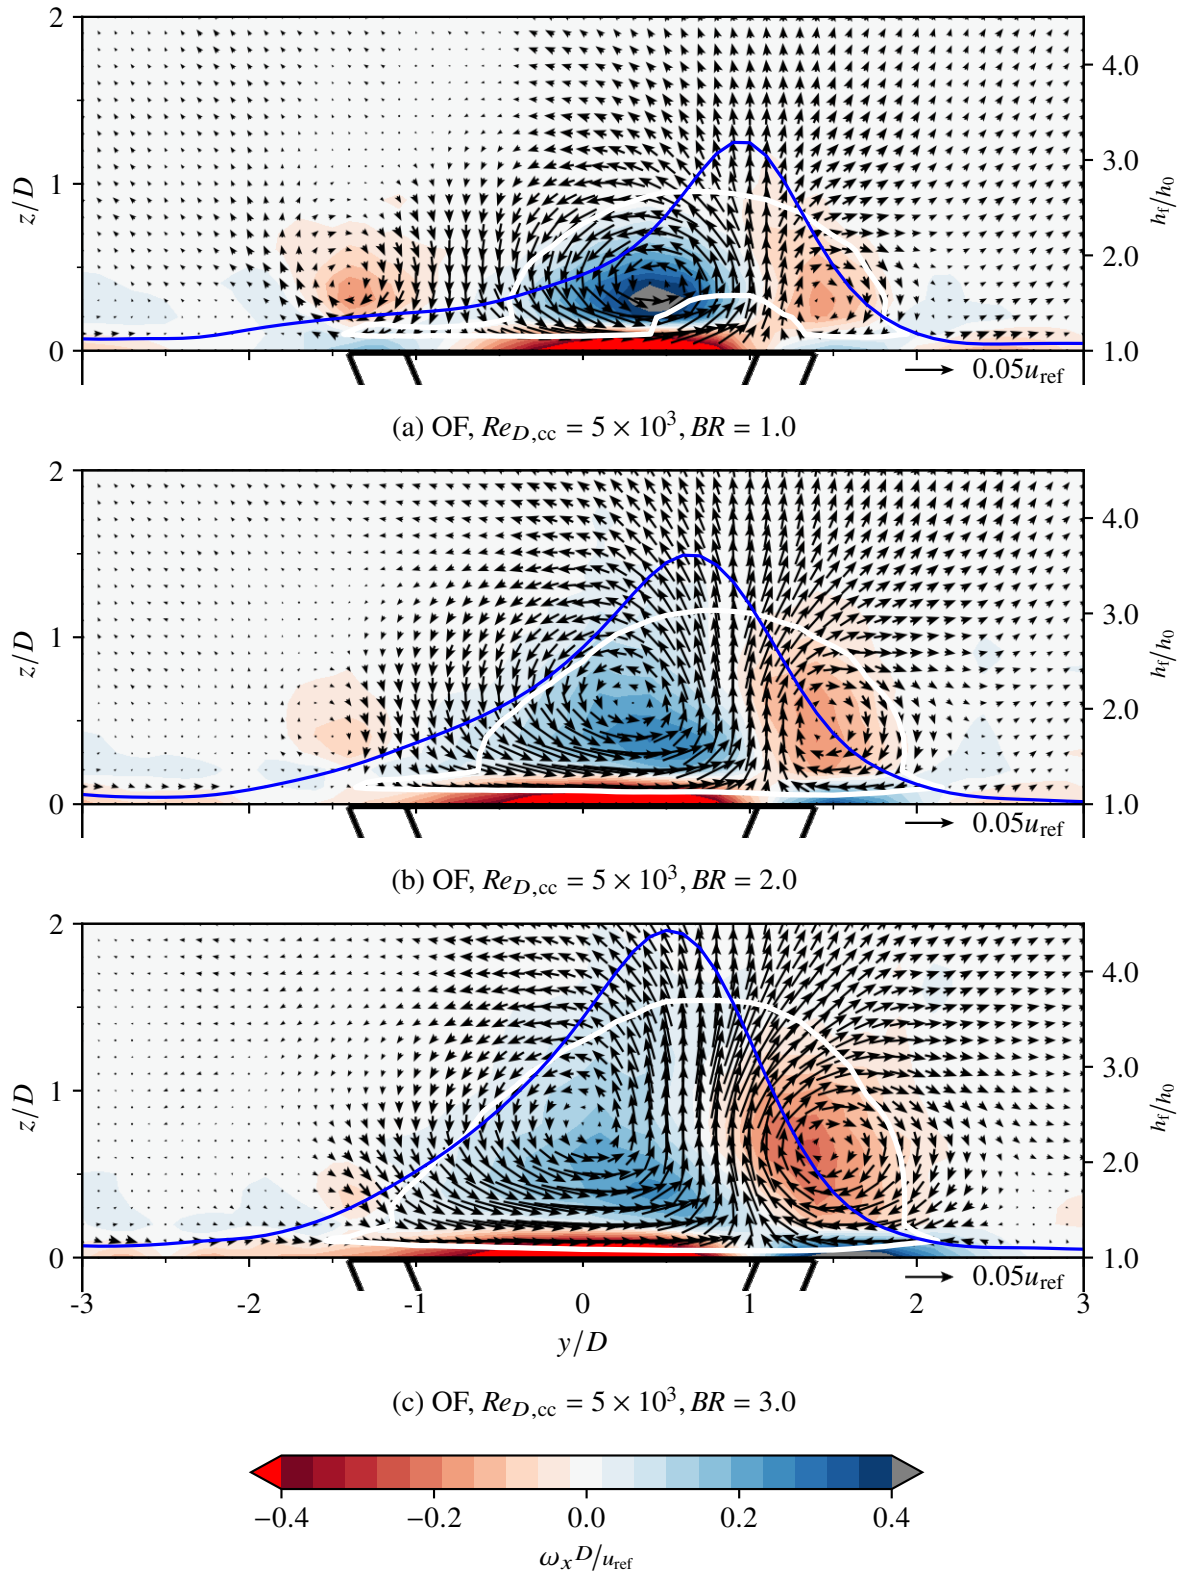 2
4.0
3.0
z/D
1
h_f/h_0
2.0
0
1.0
0.05u_ref
(a) OF, Re_{D,cc} = 5 × 10^3, BR = 1.0
2
4.0
3.0
z/D
1
h_f/h_0
2.0
0
1.0
0.05u_ref
(b) OF, Re_{D,cc} = 5 × 10^3, BR = 2.0
2
4.0
3.0
z/D
1
h_f/h_0
2.0
0
1.0
0.05u_ref
-3 -2 -1 0 1 2 3
y/D
(c) OF, Re_{D,cc} = 5 × 10^3, BR = 3.0
−0.4 −0.2 0.0 0.2 0.4
ω_x D/u_ref